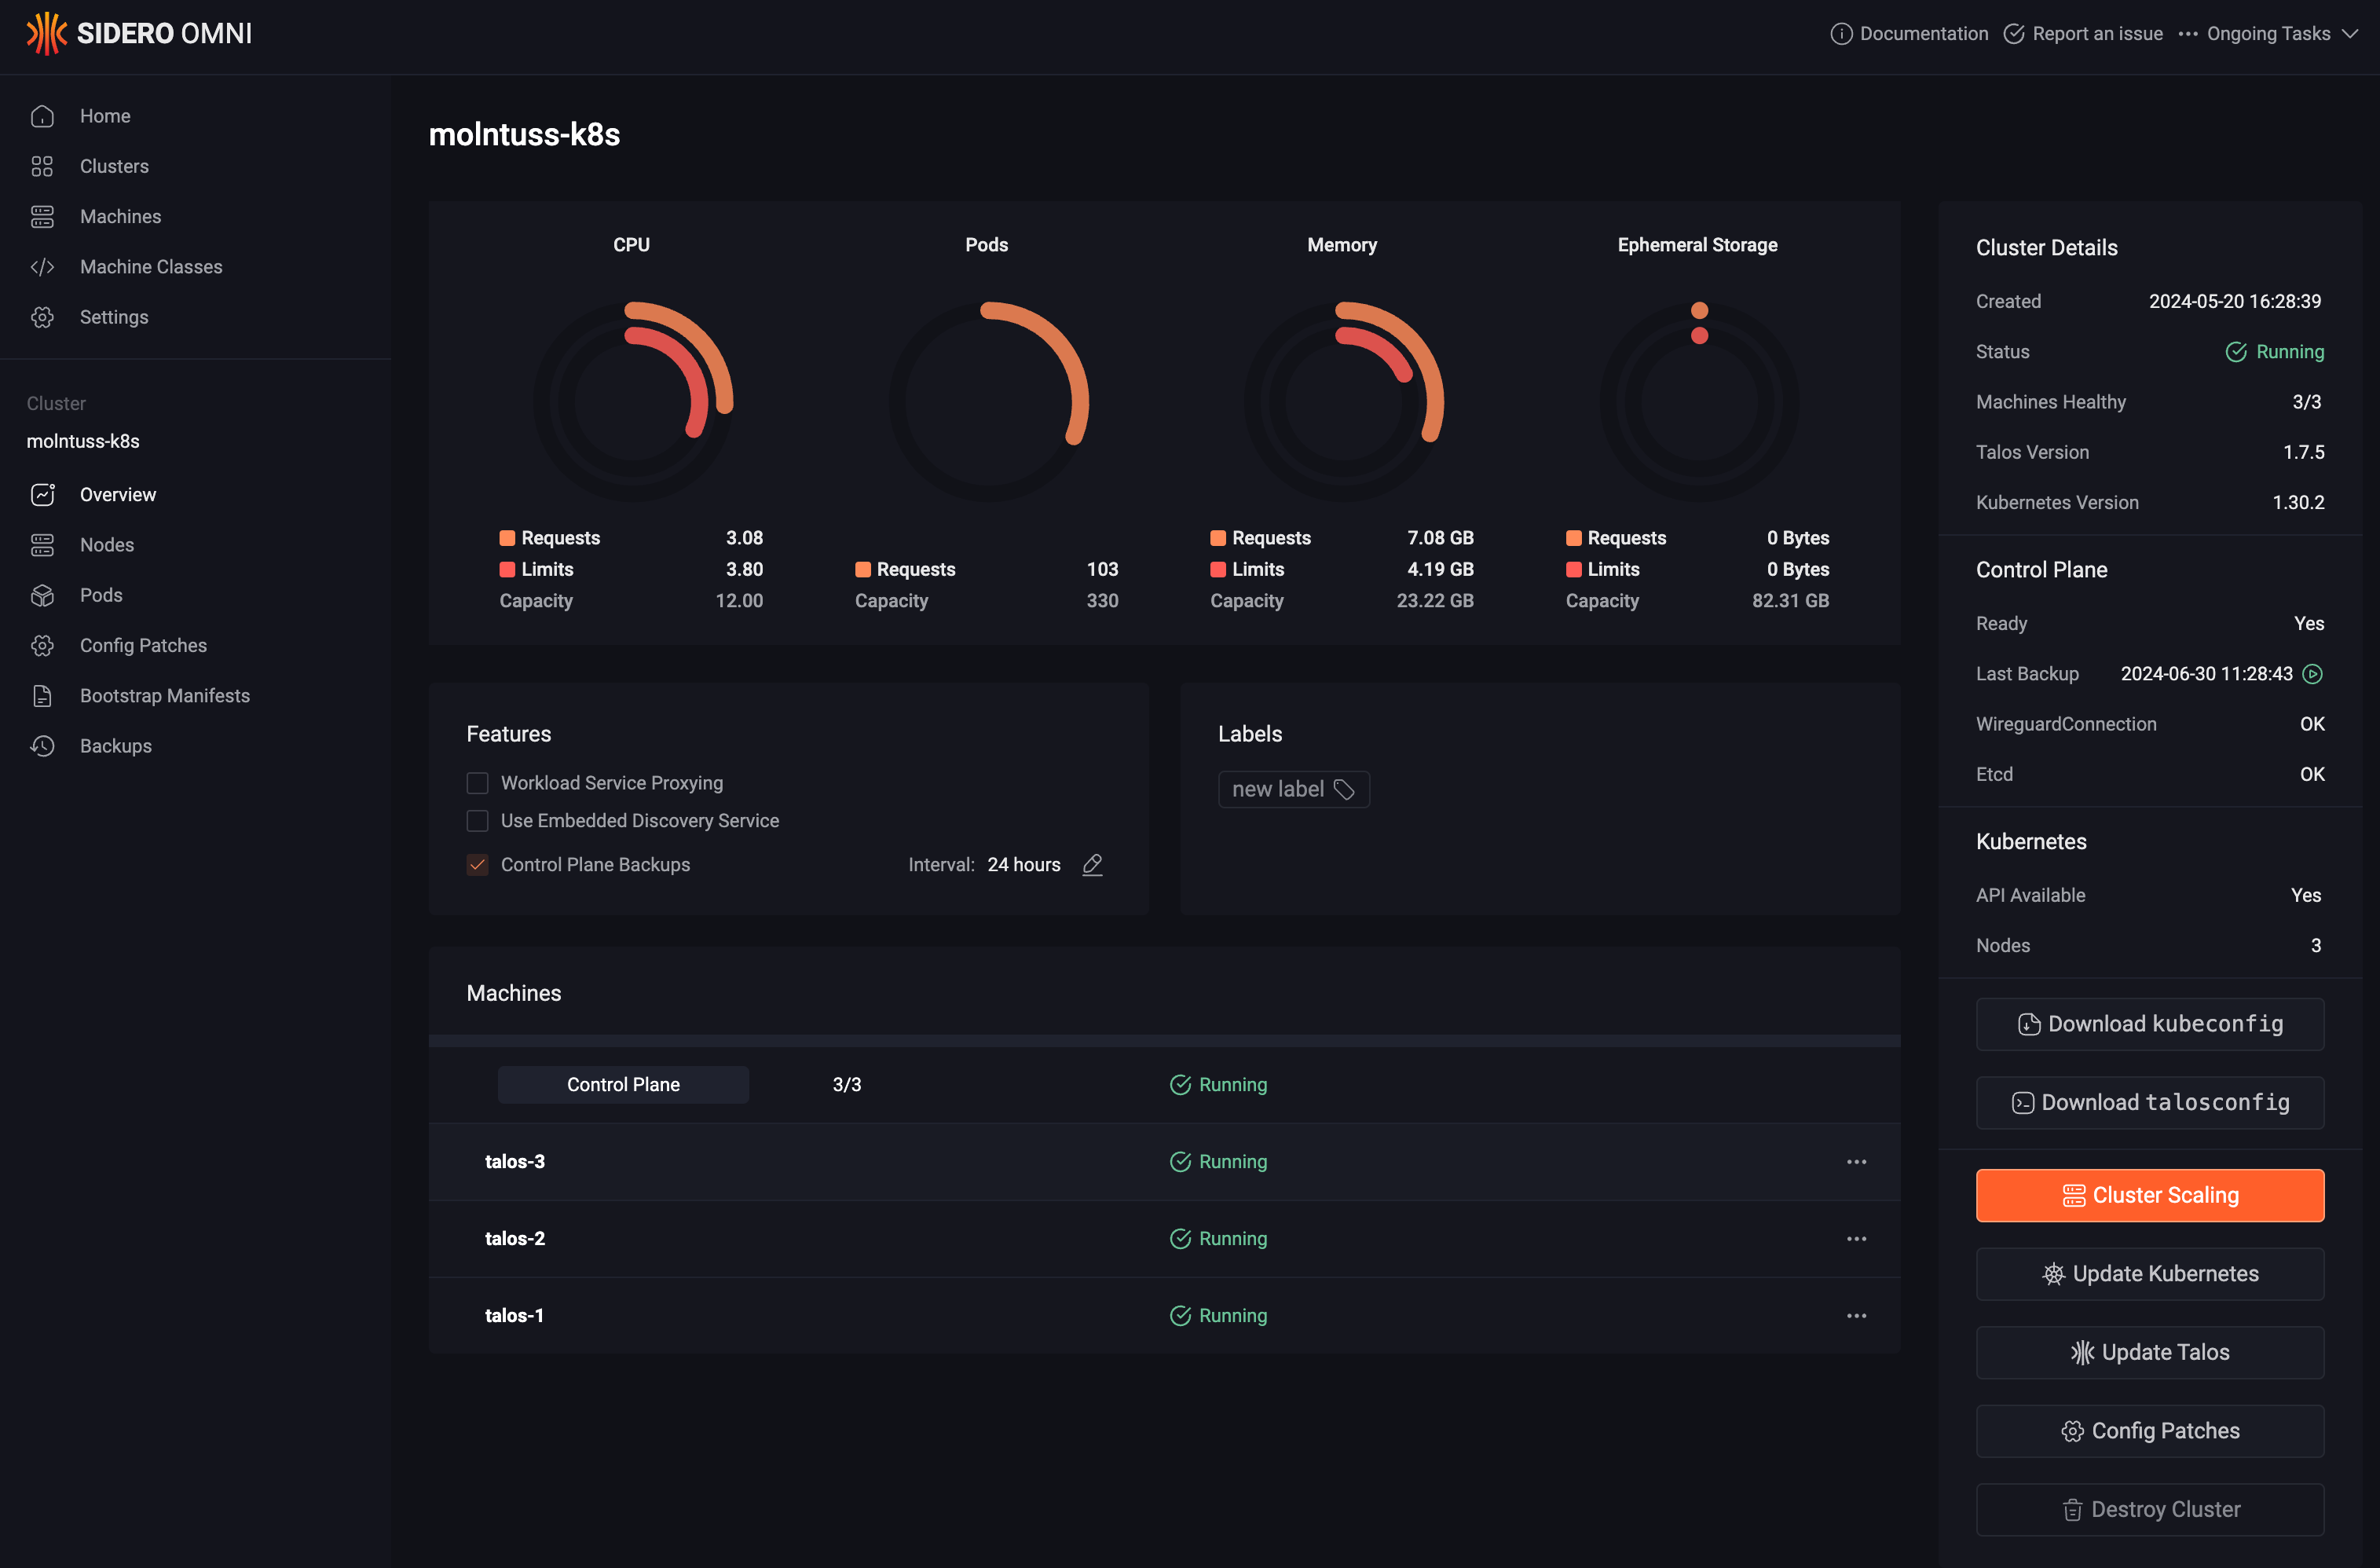 SIDERO OMNI
Documentation
Report an issue
Ongoing Tasks
Home
Clusters
Machines
Machine Classes
Settings
Cluster
molntuss-k8s
Overview
Nodes
Pods
Config Patches
Bootstrap Manifests
Backups
molntuss-k8s
CPU
Requests 3.08
Limits 3.80
Capacity 12.00
Pods
Requests 103
Capacity 330
Memory
Requests 7.08 GB
Limits 4.19 GB
Capacity 23.22 GB
Ephemeral Storage
Requests 0 Bytes
Limits 0 Bytes
Capacity 82.31 GB
Features
Workload Service Proxying
Use Embedded Discovery Service
Control Plane Backups Interval: 24 hours
Labels
new label
Machines
Control Plane 3/3 Running
talos-3 Running
talos-2 Running
talos-1 Running
Cluster Details
Created 2024-05-20 16:28:39
Status Running
Machines Healthy 3/3
Talos Version 1.7.5
Kubernetes Version 1.30.2
Control Plane
Ready Yes
Last Backup 2024-06-30 11:28:43
WireguardConnection OK
Etcd OK
Kubernetes
API Available Yes
Nodes 3
Download kubeconfig
Download talosconfig
Cluster Scaling
Update Kubernetes
Update Talos
Config Patches
Destroy Cluster